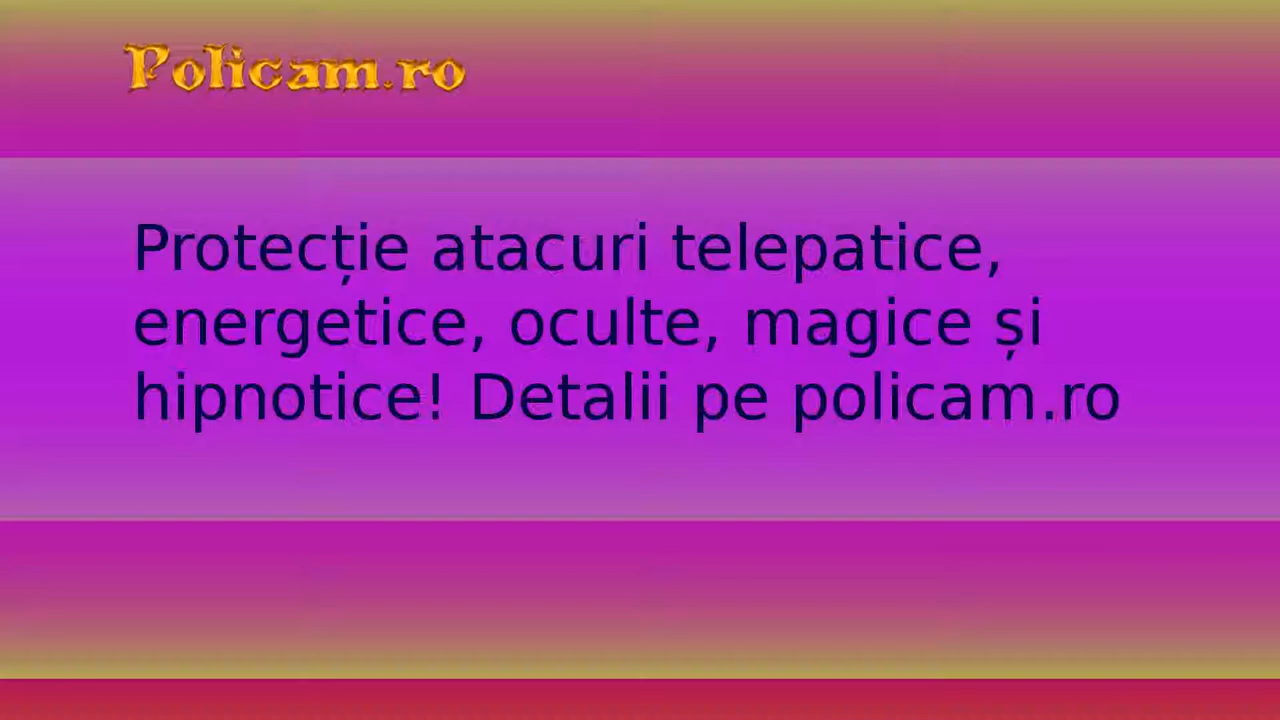 Policam.ro
Protecție atacuri telepatice,
energetice, oculte, magice și
hipnotice! Detalii pe policam.ro